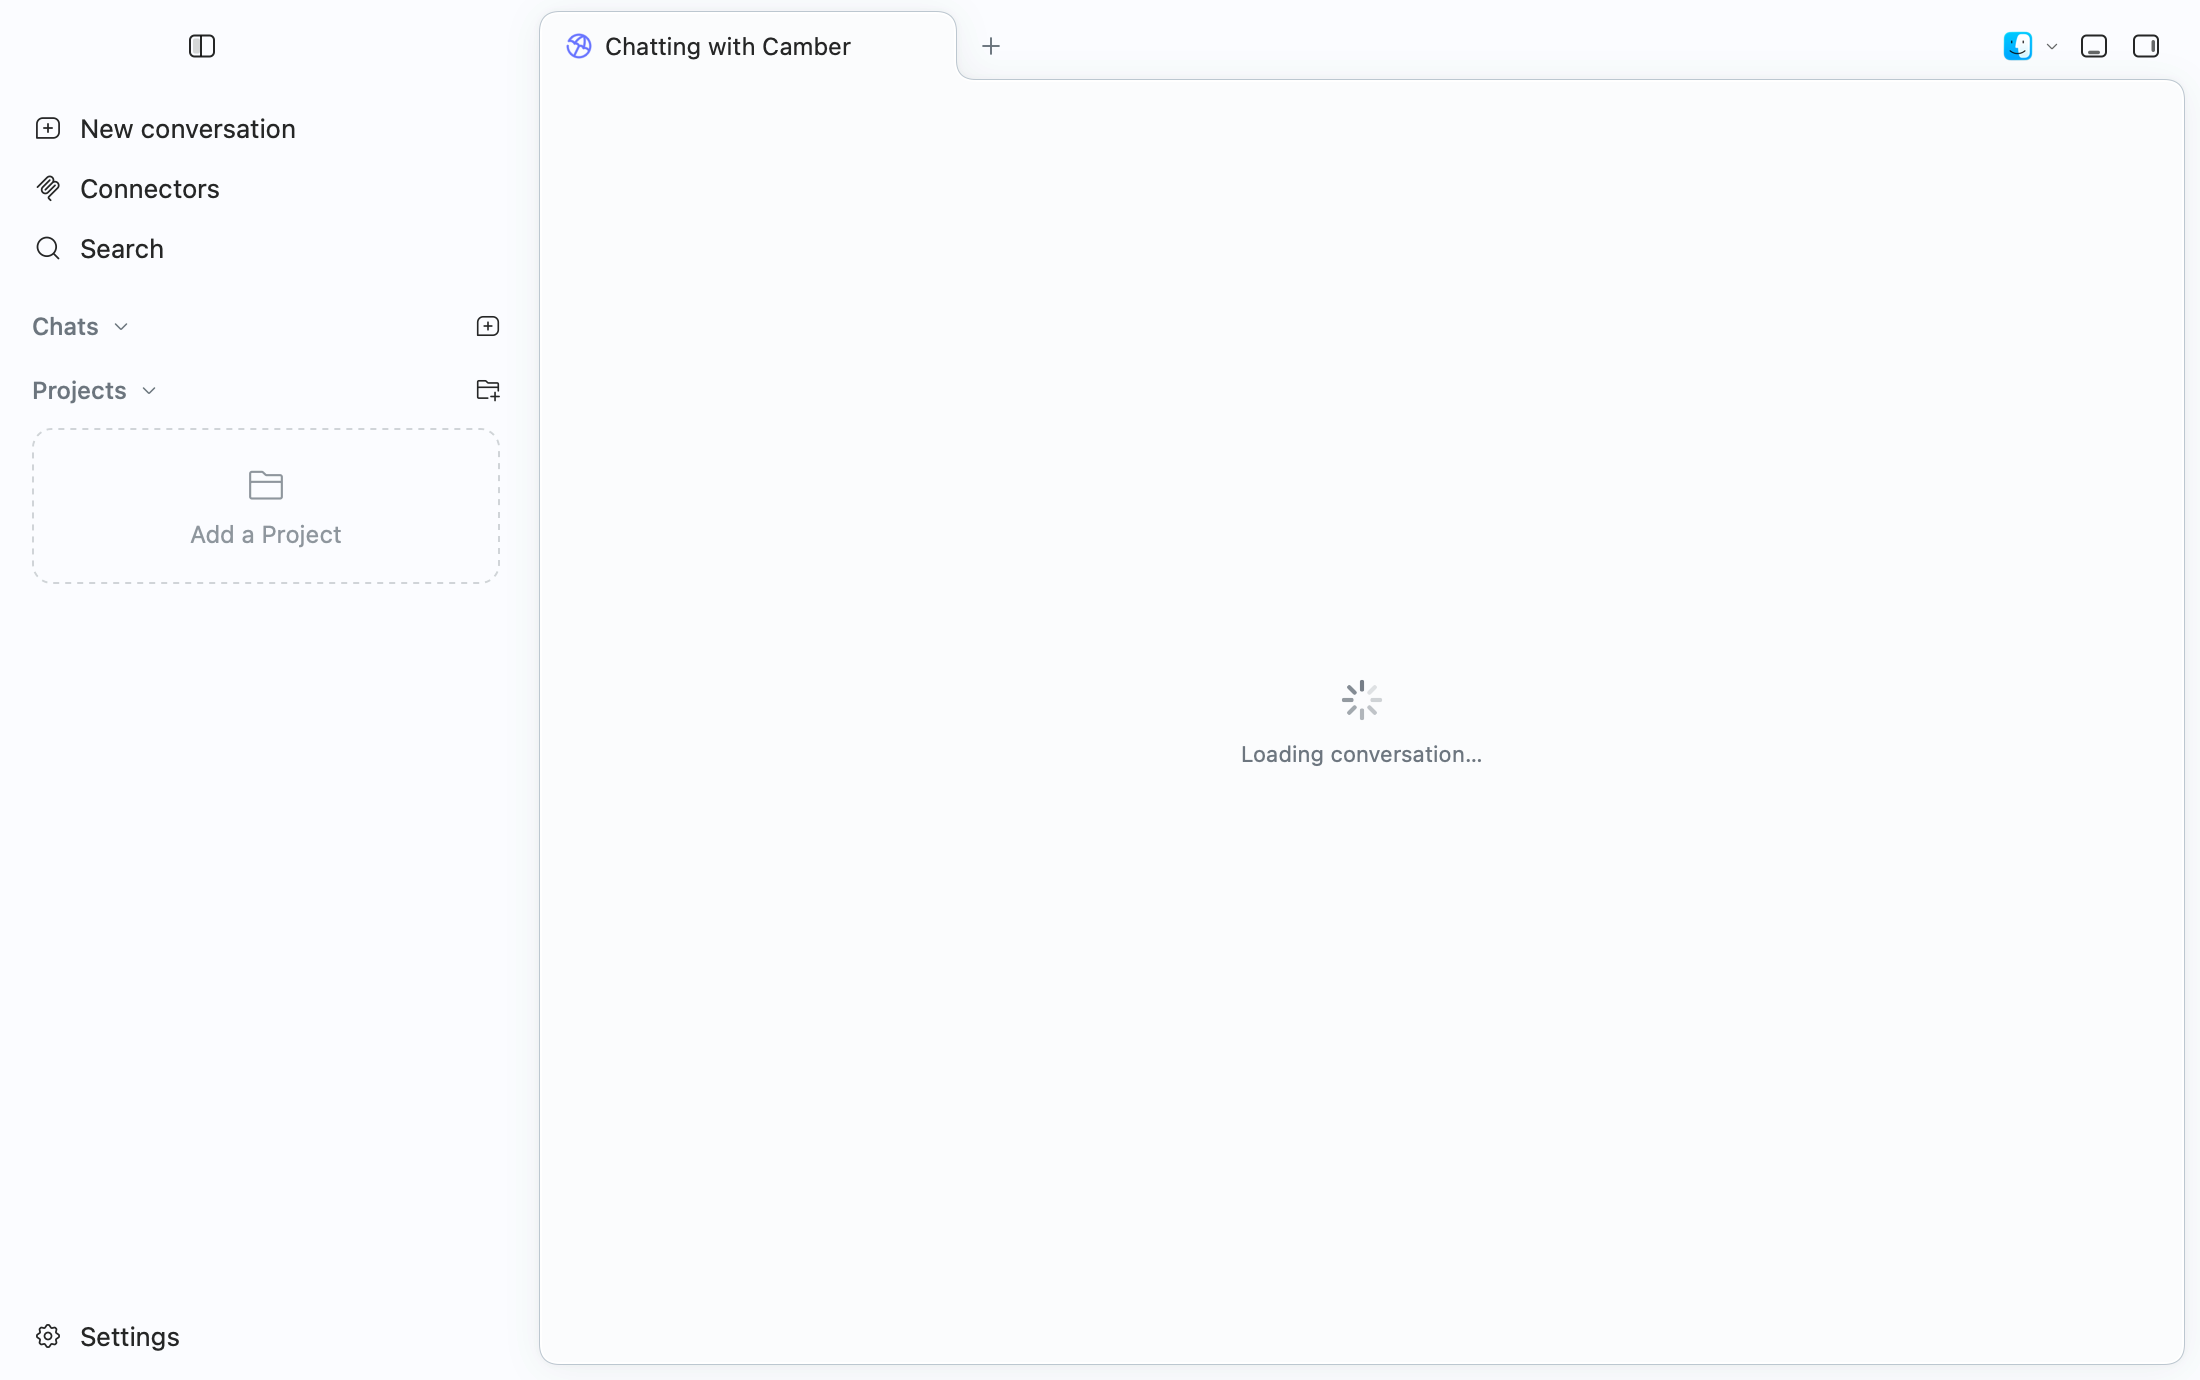 Chatting with Camber
New conversation
Connectors
Search
Chats
Projects
Add a Project
Loading conversation...
Settings